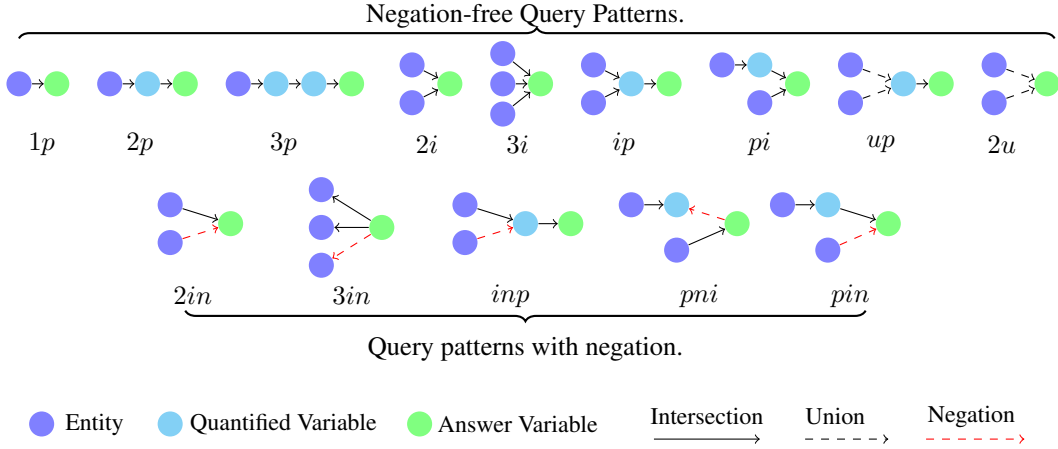 Negation-free Query Patterns.
1p 2p 3p 2i 3i ip pi up 2u
2in 3in inp pni pin
Query patterns with negation.
Entity Quantified Variable Answer Variable Intersection Union Negation